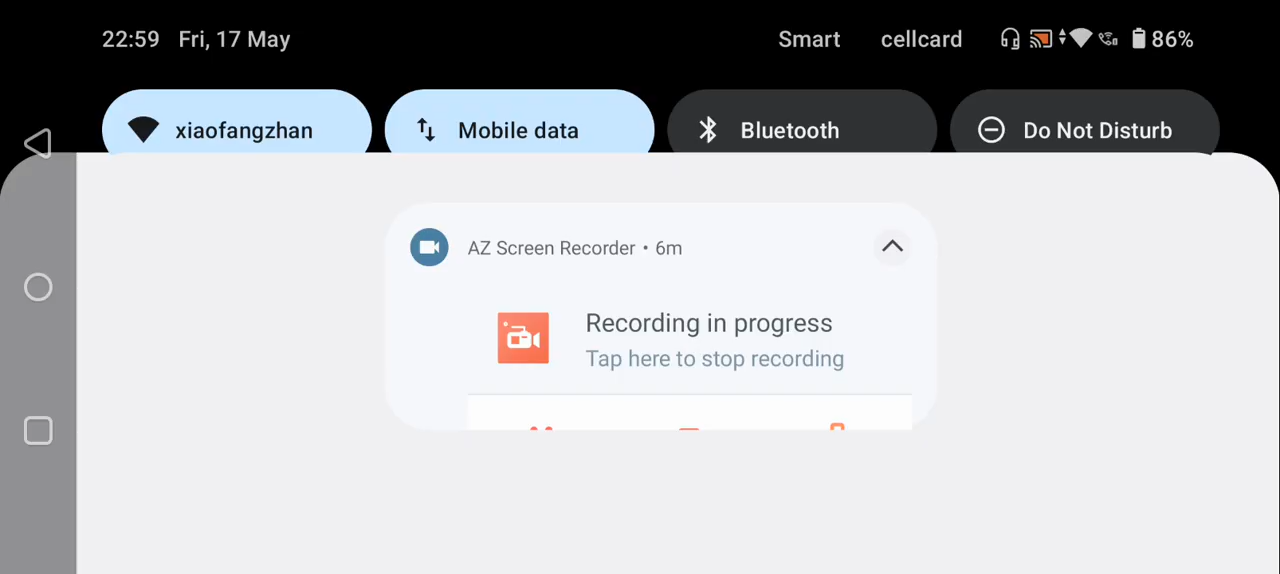 22:59 Fri, 17 May Smart cellcard 86%
xiaofangzhan Mobile data Bluetooth Do Not Disturb
AZ Screen Recorder • 6m
Recording in progress
Tap here to stop recording